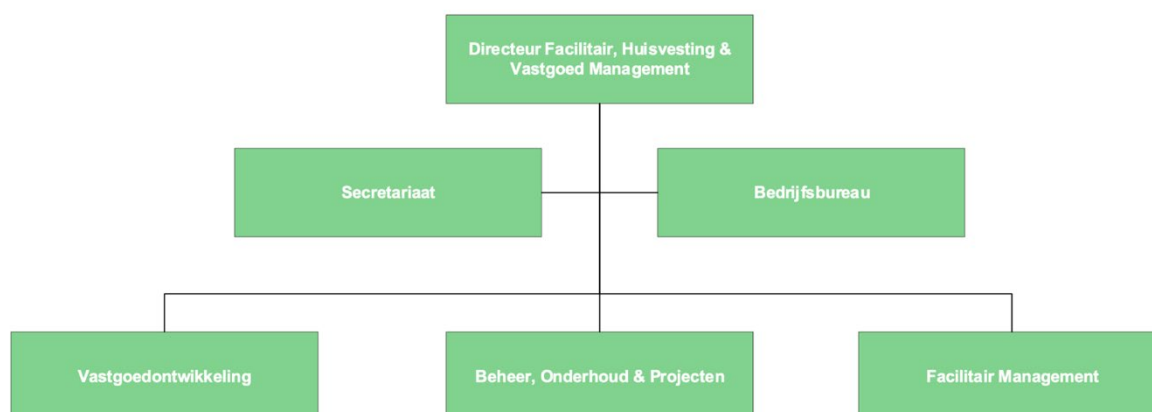 Directeur Facilitair, Huisvesting &
Vastgoed Management
Secretariaat
Bedrijfsbureau
Vastgoedontwikkeling
Beheer, Onderhoud & Projecten
Facilitair Management